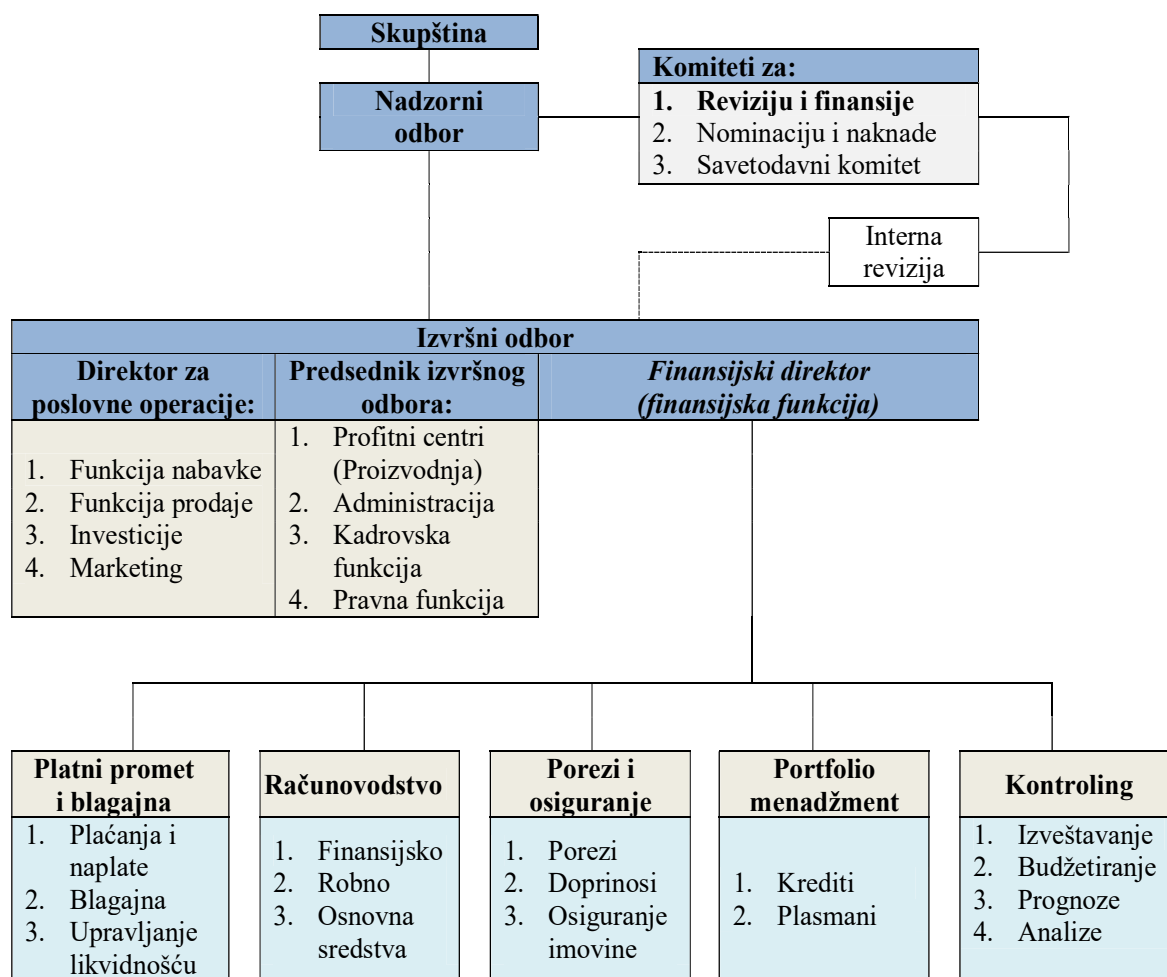 Skupština
Nadzorni
odbor
Komiteti za:
1. Reviziju i finansije
2. Nominaciju i naknade
3. Savetodavni komitet
Interna
revizija
Izvršni odbor
Direktor za
poslovne operacije:
1. Funkcija nabavke
2. Funkcija prodaje
3. Investicije
4. Marketing
Predsednik izvršnog
odbora:
1. Profitni centri
(Proizvodnja)
2. Administracija
3. Kadrovska
funkcija
4. Pravna funkcija
Finansijski direktor
(finansijska funkcija)
Platni promet
i blagajna
1. Plaćanja i
naplate
2. Blagajna
3. Upravljanje
likvidnošću
Računovodstvo
1. Finansijsko
2. Robno
3. Osnovna
sredstva
Porezi i
osiguranje
1. Porezi
2. Doprinosi
3. Osiguranje
imovine
Portfolio
menadžment
1. Krediti
2. Plasmani
Kontroling
1. Izveštavanje
2. Budžetiranje
3. Prognoze
4. Analize